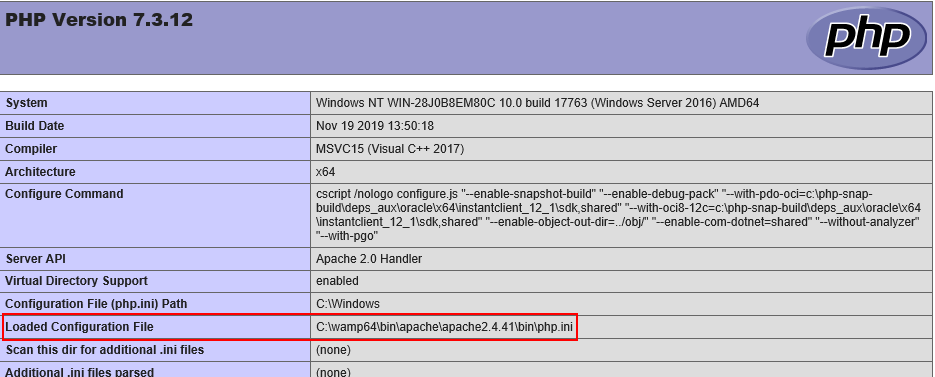 PHP Version 7.3.12
php
System Windows NT WIN-28J0B8EM80C 10.0 build 17763 (Windows Server 2016) AMD64
Build Date Nov 19 2019 13:50:18
Compiler MSVC15 (Visual C++ 2017)
Architecture x64
Configure Command cscript /nologo configure.js "--enable-snapshot-build" "--enable-debug-pack" "--with-pdo-oci=c:\php-snap-
build\deps_aux\oracle\x64\instantclient_12_1\sdk,shared" "--with-oci8-12c=c:\php-snap-build\deps_aux\oracle\x64
\instantclient_12_1\sdk,shared" "--enable-object-out-dir=../obj/" "--enable-com-dotnet=shared" "--without-analyzer"
"--with-pgo"
Server API Apache 2.0 Handler
Virtual Directory Support enabled
Configuration File (php.ini) Path C:\Windows
Loaded Configuration File C:\wamp64\bin\apache\apache2.4.41\bin\php.ini
Scan this dir for additional .ini files (none)
Additional .ini files parsed (none)